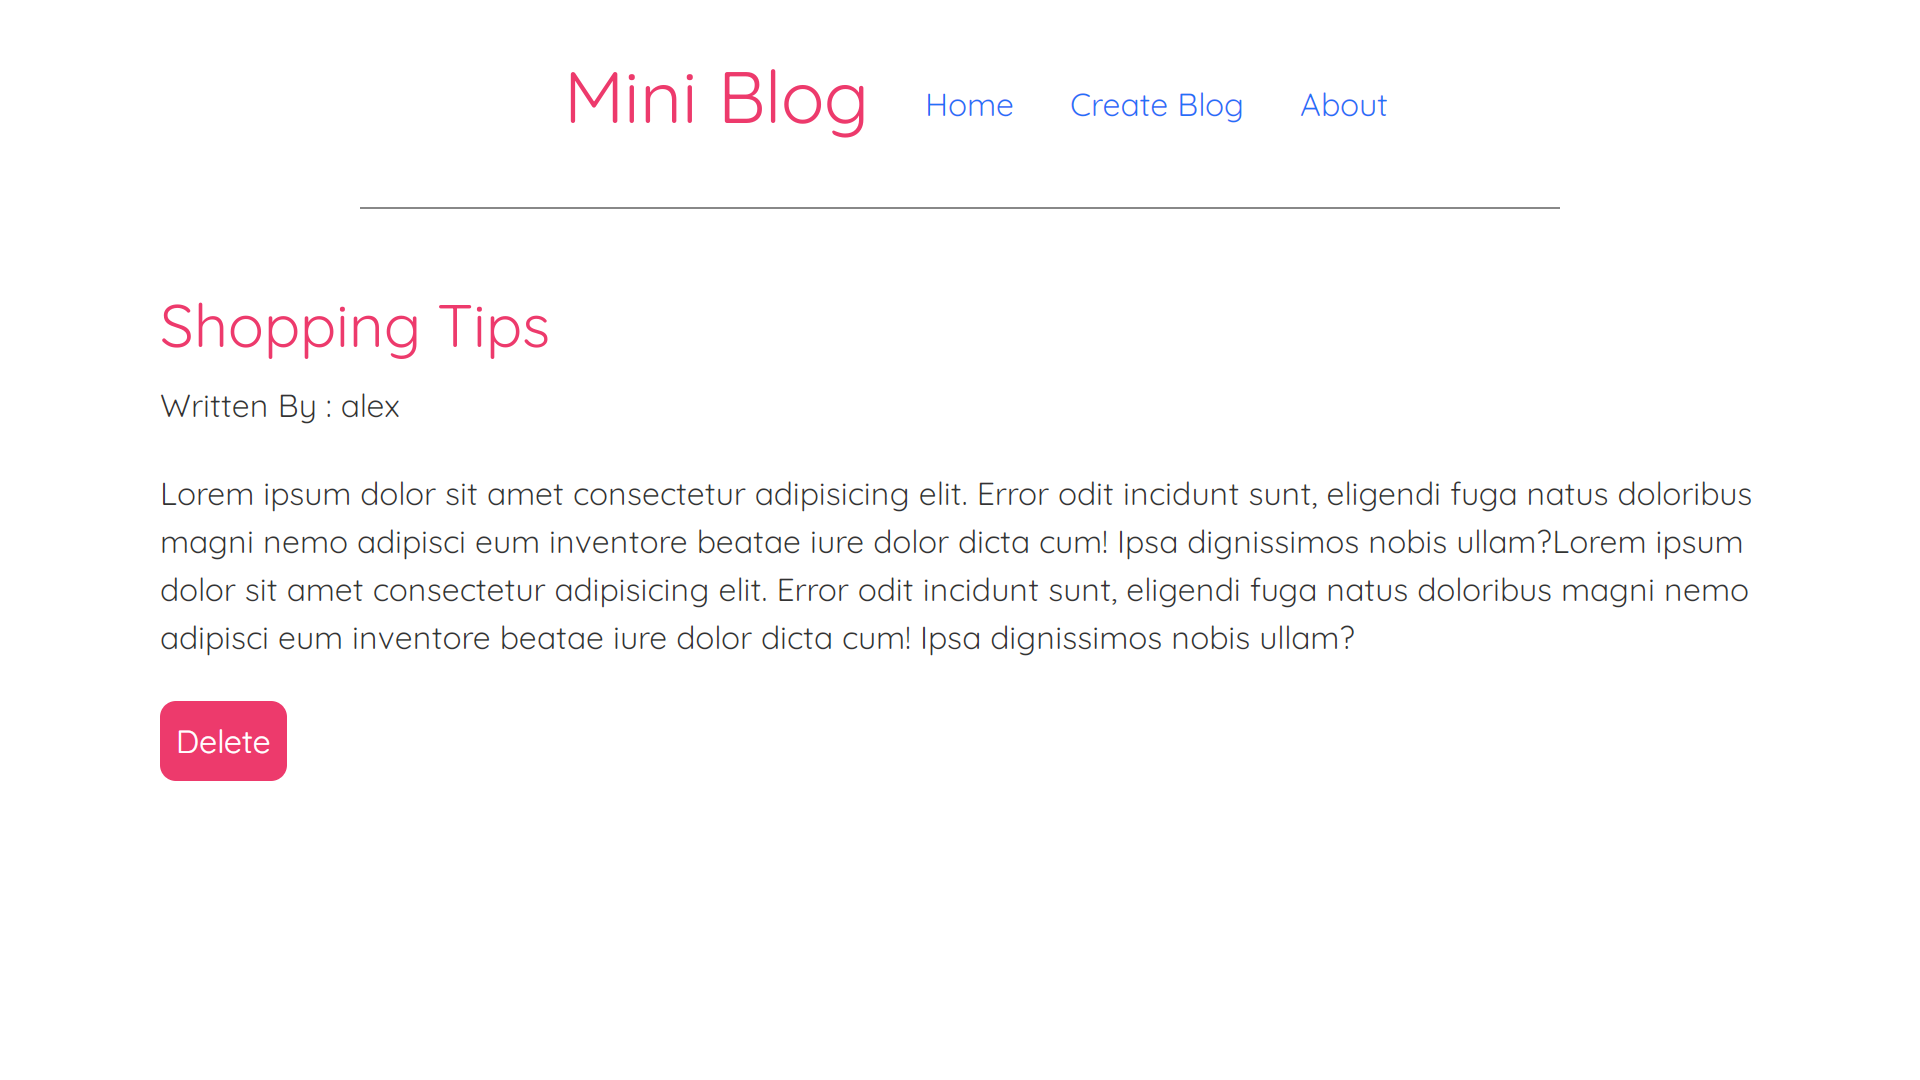 Mini Blog Home Create Blog About
Shopping Tips
Written By : alex
Lorem ipsum dolor sit amet consectetur adipisicing elit. Error odit incidunt sunt, eligendi fuga natus doloribus
magni nemo adipisci eum inventore beatae iure dolor dicta cum! Ipsa dignissimos nobis ullam?Lorem ipsum
dolor sit amet consectetur adipisicing elit. Error odit incidunt sunt, eligendi fuga natus doloribus magni nemo
adipisci eum inventore beatae iure dolor dicta cum! Ipsa dignissimos nobis ullam?
Delete